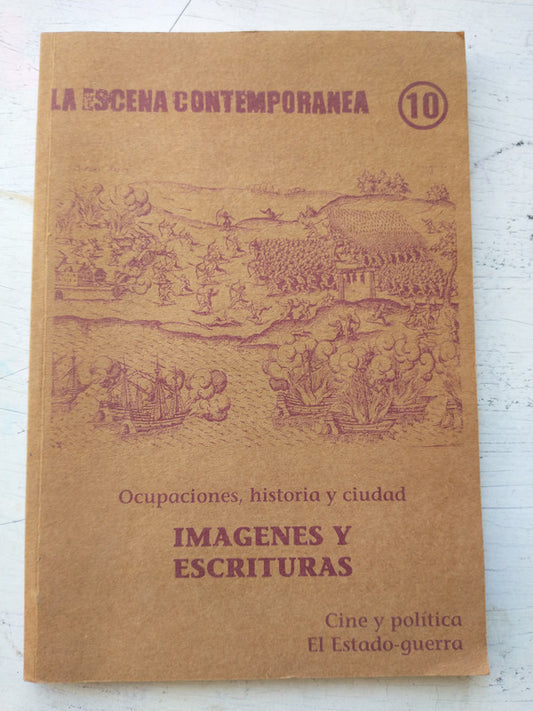 LA ESCENA CONTEMPORANEA 10
Ocupaciones, historia y ciudad
IMAGENES Y
ESCRITURAS
Cine y política
El Estado-guerra